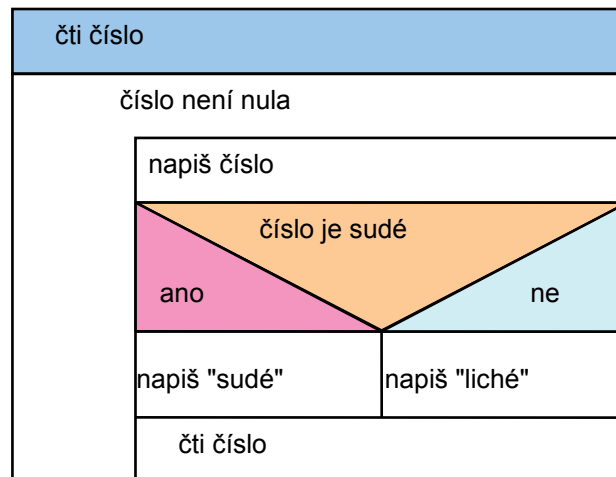 čti číslo
číslo není nula
napiš číslo
číslo je sudé
ano
ne
napiš "sudé"
napiš "liché"
čti číslo